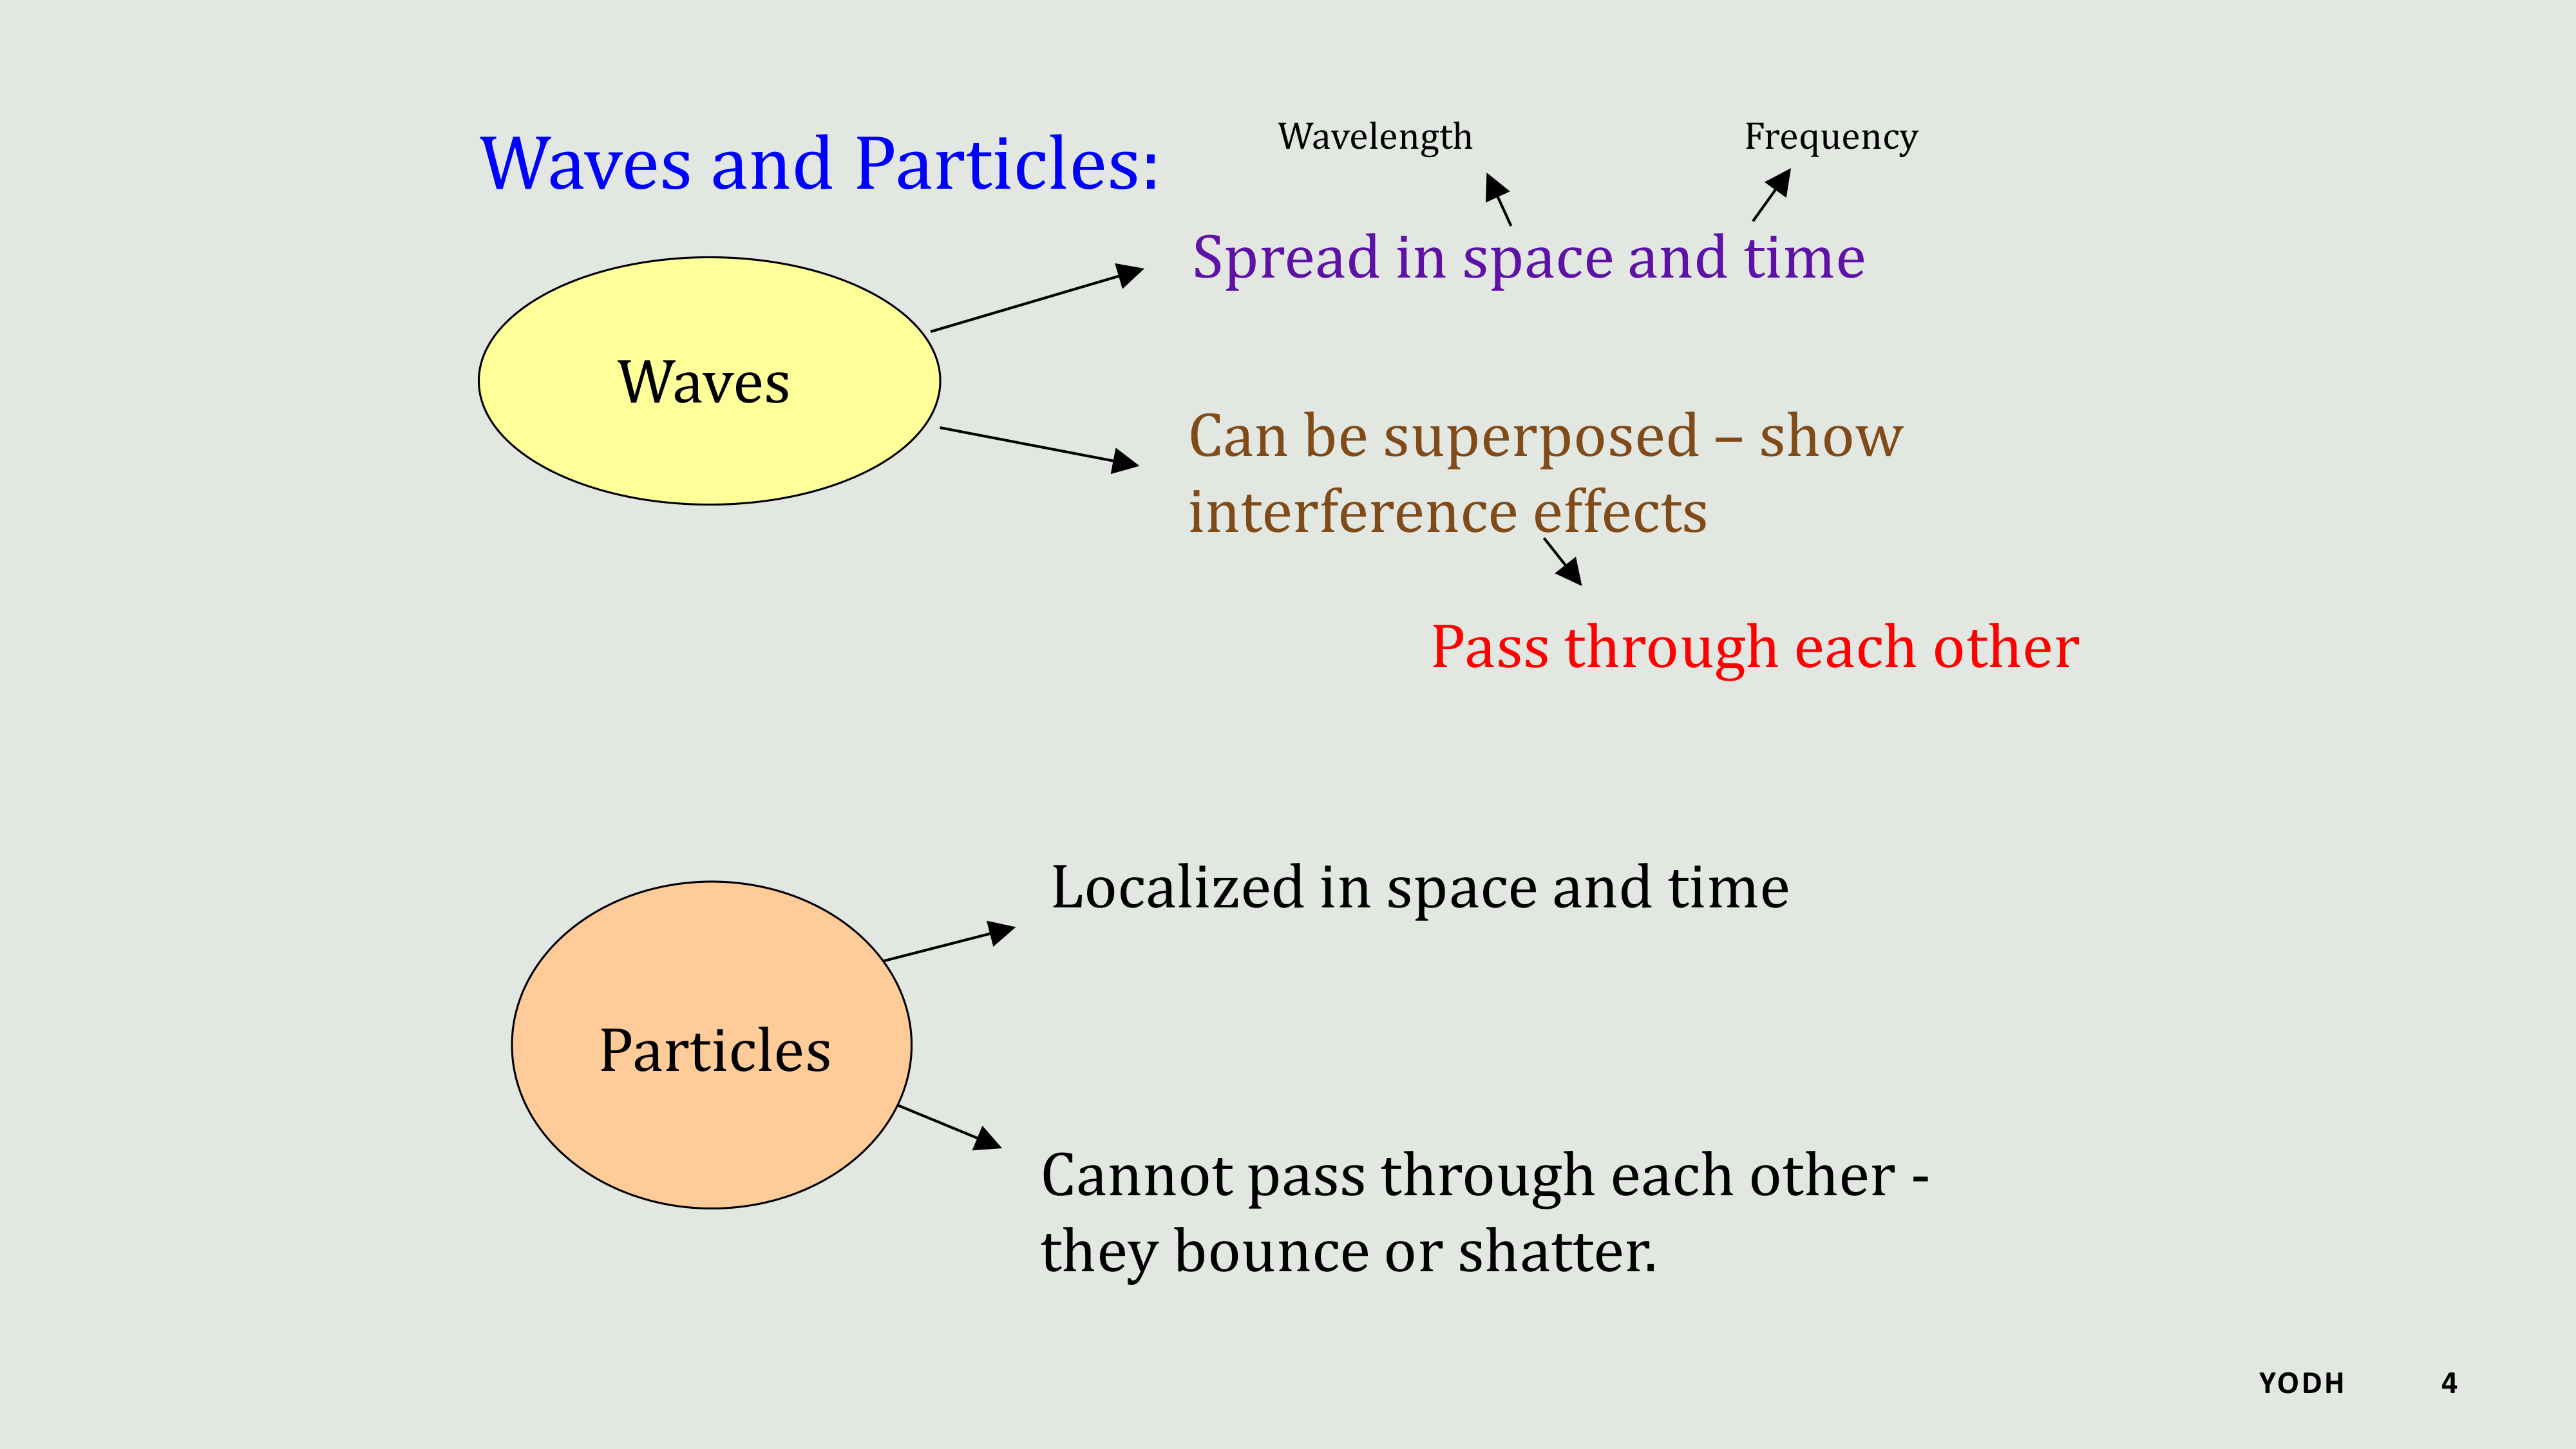 Waves and Particles:
Wavelength
Frequency
Spread in space and time
Waves
Can be superposed – show
interference effects
Pass through each other
Localized in space and time
Particles
Cannot pass through each other -
they bounce or shatter.
YODH 4